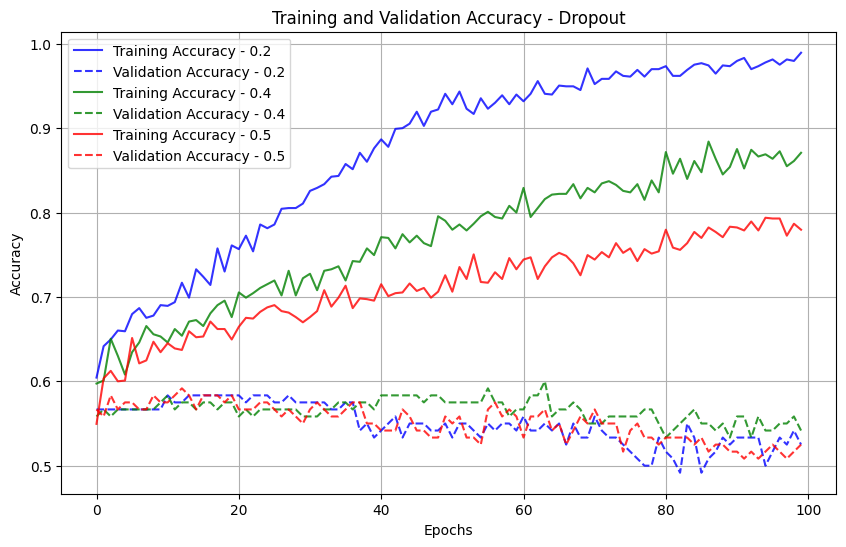 Training and Validation Accuracy - Dropout
Training Accuracy - 0.2
Validation Accuracy - 0.2
Training Accuracy - 0.4
Validation Accuracy - 0.4
Training Accuracy - 0.5
Validation Accuracy - 0.5
Accuracy
1.0
0.9
0.8
0.7
0.6
0.5
0
20
40
60
80
100
Epochs